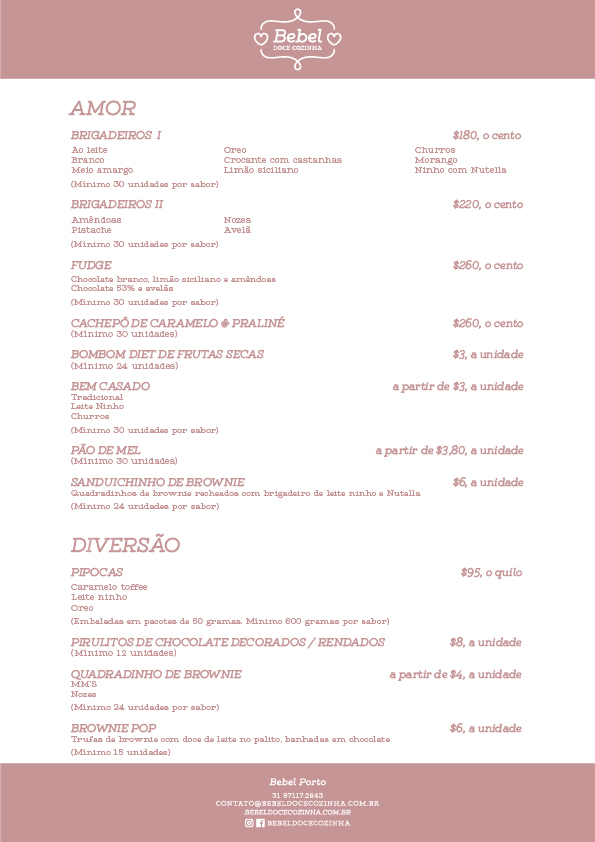 Bebel
DOCE COZINHA
AMOR
BRIGADEIROS I $180, o cento
Ao leite Oreo Churros
Branco Crocante com castanhas Morango
Meio amargo Limão siciliano Ninho com Nutella
(Mínimo 30 unidades por sabor)
BRIGADEIROS II $220, o cento
Amêndoas Nozes
Pistache Avelã
(Mínimo 30 unidades por sabor)
FUDGE $260, o cento
Chocolate branco, limão siciliano e amêndoas
Chocolate 53% e avelãs
(Mínimo 30 unidades por sabor)
CACHEPÔ DE CARAMELO & PRALINÉ $260, o cento
(Mínimo 30 unidades)
BOMBOM DIET DE FRUTAS SECAS $3, a unidade
(Mínimo 24 unidades)
BEM CASADO a partir de $3, a unidade
Tradicional
Leite Ninho
Churros
(Mínimo 30 unidades por sabor)
PÃO DE MEL a partir de $3,80, a unidade
(Mínimo 30 unidades)
SANDUICHINHO DE BROWNIE $6, a unidade
Quadradinhos de brownie recheados com brigadeiro de leite ninho e Nutella
(Mínimo 24 unidades por sabor)
DIVERSÃO
PIPOCAS $95, o quilo
Caramelo toffee
Leite ninho
Oreo
(Embaladas em pacotes de 50 gramas. Mínimo 600 gramas por sabor)
PIRULITOS DE CHOCOLATE DECORADOS / RENDADOS $8, a unidade
(Mínimo 12 unidades)
QUADRADINHO DE BROWNIE a partir de $4, a unidade
MM'S
Nozes
(Mínimo 24 unidades por sabor)
BROWNIE POP $6, a unidade
Trufas de brownie com doce de leite no palito, banhadas em chocolate
(Mínimo 15 unidades)
Bebel Porto
31 97117.2643
CONTATO@BEBELDOCECOZINHA.COM.BR
BEBELDOCECOZINHA.COM.BR
BEBELDOCECOZINHA